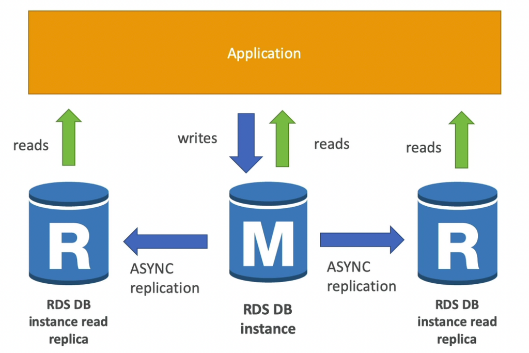 Application
reads
writes
reads
reads
R
M
R
ASYNC
replication
ASYNC
replication
RDS DB
instance read
replica
RDS DB
instance
RDS DB
instance read
replica